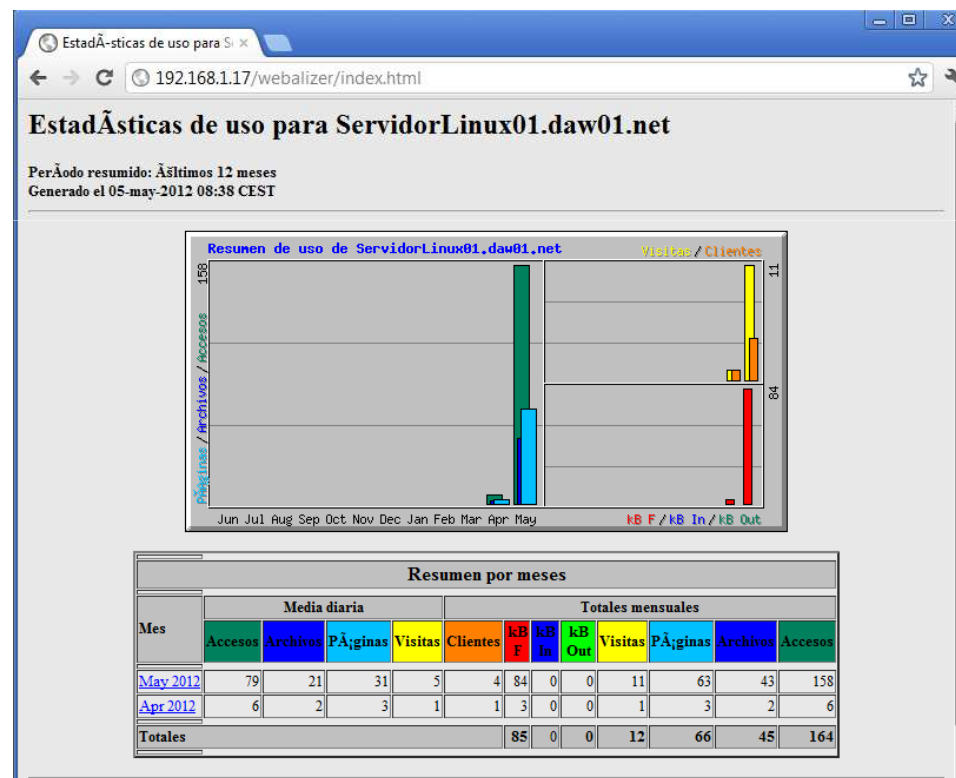 EstadÃ-sticas de uso para Se
192.168.1.17/webalizer/index.html
EstadÃsticas de uso para ServidorLinux01.daw01.net
PerÃodo resumido: Ãšltimos 12 meses
Generado el 05-may-2012 08:38 CEST
Resumen de uso de ServidorLinux01.daw01.net
Visitas / Clientes
158
11
PÃ¡ginas / Archivos / Accesos
84
Jun Jul Aug Sep Oct Nov Dec Jan Feb Mar Apr May
kB F / kB In / kB Out
Resumen por meses
Mes Media diaria Totales mensuales
Accesos Archivos PÃ¡ginas Visitas Clientes kB F kB In kB Out Visitas PÃ¡ginas Archivos Accesos
May 2012 79 21 31 5 4 84 0 0 11 63 43 158
Apr 2012 6 2 3 1 1 3 0 0 1 3 2 6
Totales 85 0 0 12 66 45 164